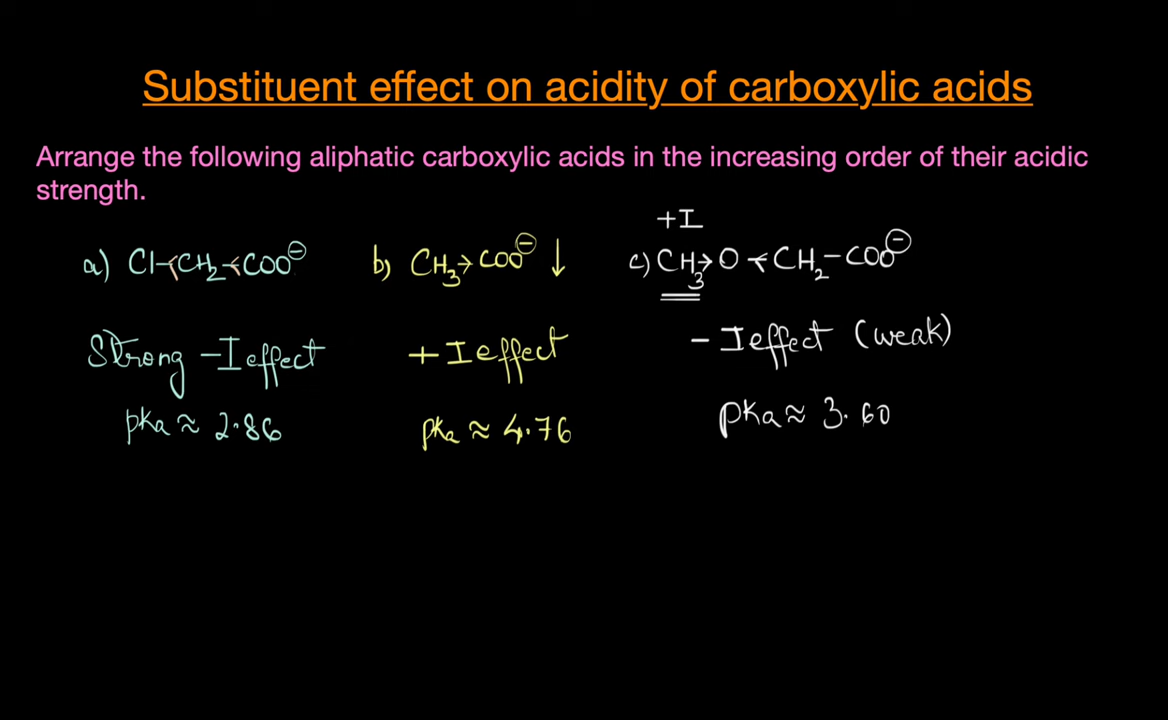 Substituent effect on acidity of carboxylic acids
Arrange the following aliphatic carboxylic acids in the increasing order of their acidic
strength.
+I
a) Cl-CH₂-COO⊖ b) CH₃→COO⊖ ↓ c) CH₃→O-CH₂-COO⊖
Strong -I effect + I effect - I effect (weak)
pka ≈ 2.86 pka ≈ 4.76 pka ≈ 3.60